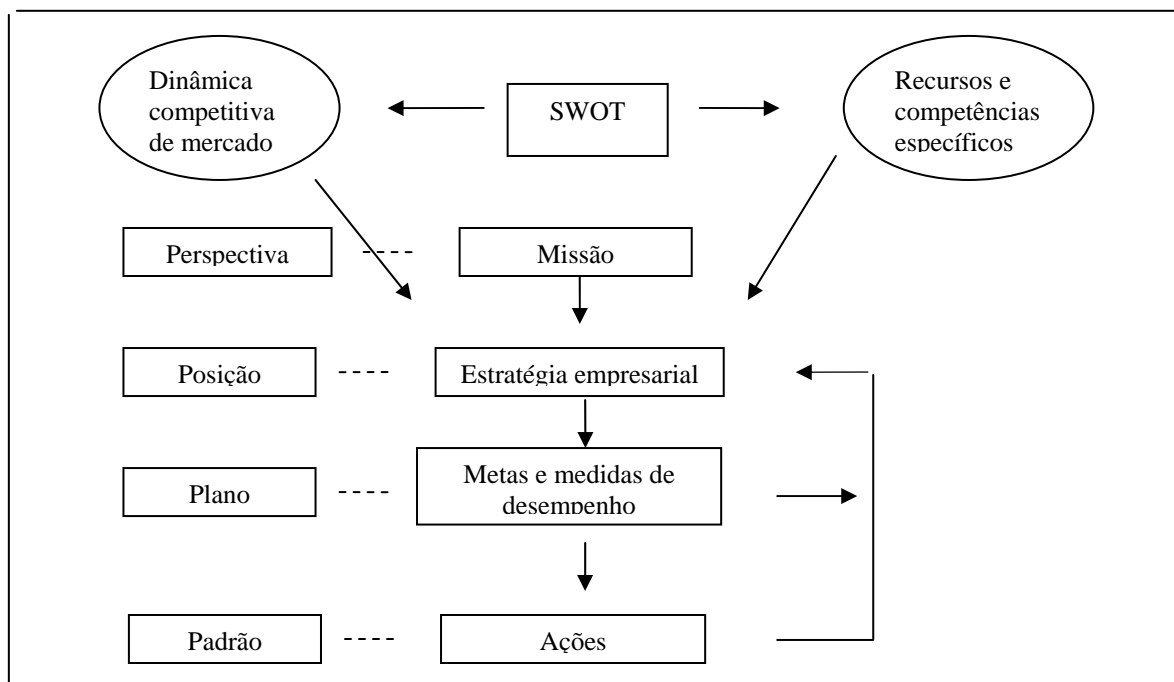 Dinâmica
competitiva
de mercado
SWOT
Recursos e
competências
específicos
Perspectiva
Missão
Posição
Estratégia empresarial
Plano
Metas e medidas de
desempenho
Padrão
Ações